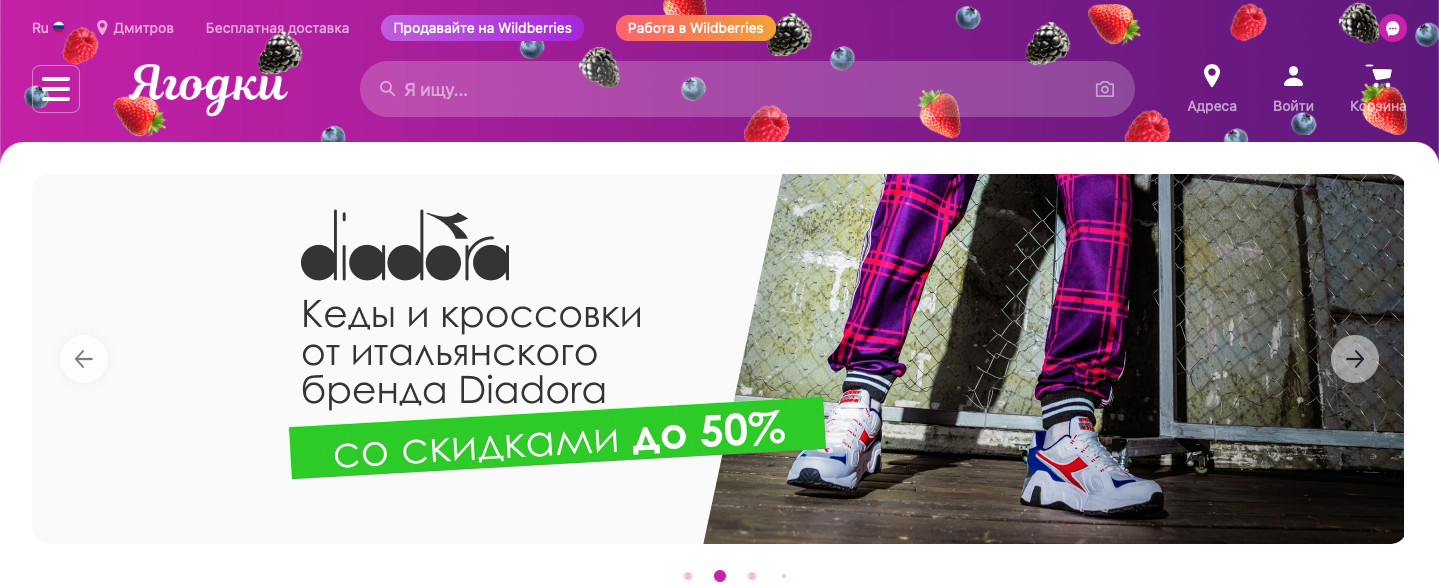 Ru
Дмитров
Бесплатная доставка
Продавайте на Wildberries
Работа в Wildberries
Ягодки
Я ищу...
Адреса
Войти
Корзина
diadora
Кеды и кроссовки
от итальянского
бренда Diadora
со скидками до 50%